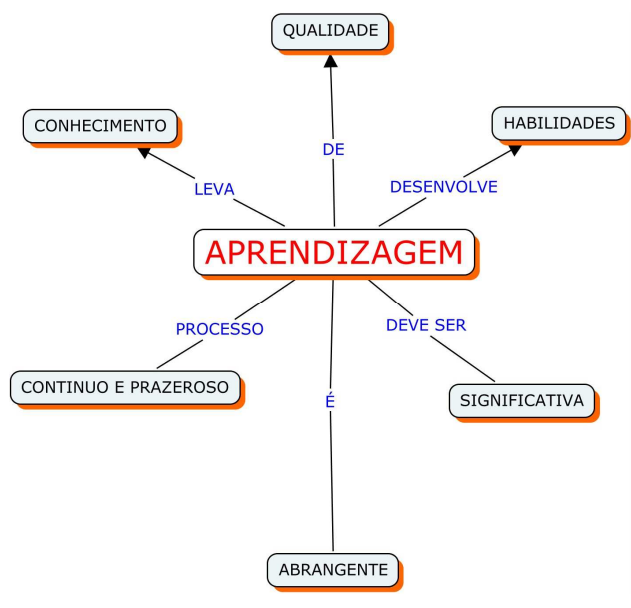 QUALIDADE
CONHECIMENTO
HABILIDADES
DE
LEVA
DESENVOLVE
APRENDIZAGEM
PROCESSO
DEVE SER
CONTINUO E PRAZEROSO
É
SIGNIFICATIVA
ABRANGENTE